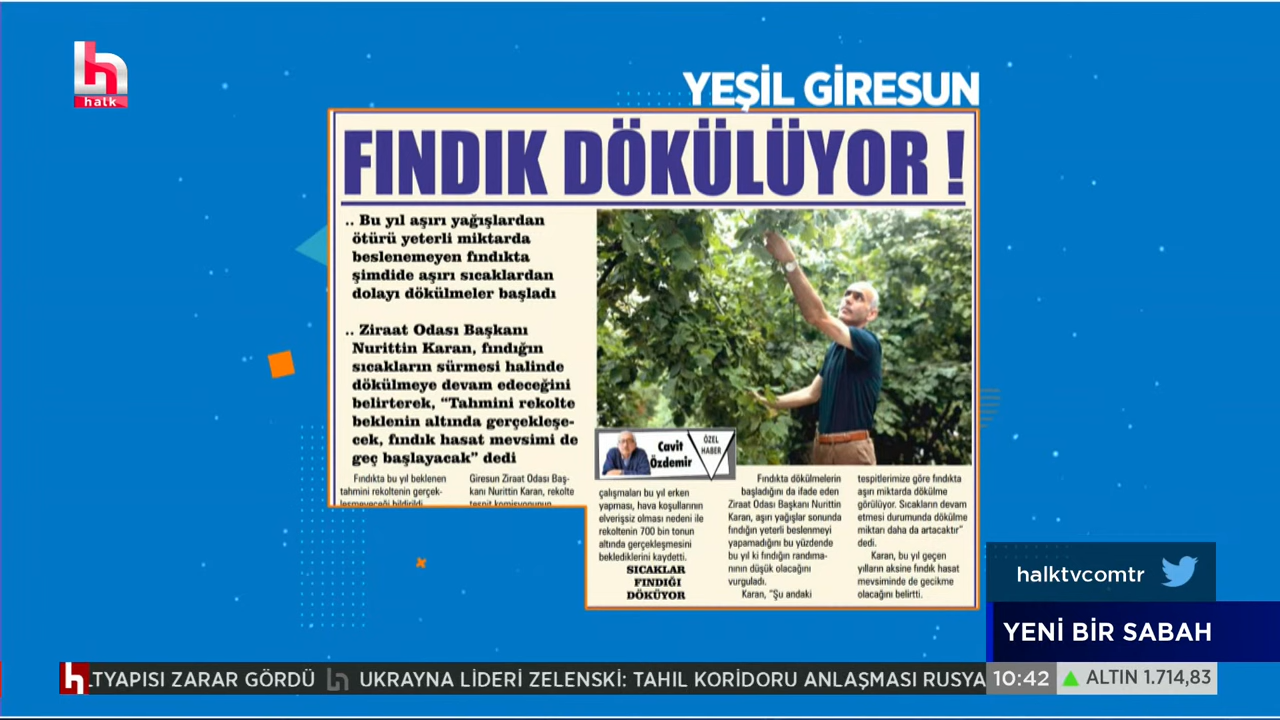 halk
YEŞİL GİRESUN
FINDIK DÖKÜLÜYOR !
.. Bu yıl aşırı yağışlardan
ötürü yeterli miktarda
beslenemeyen fındıkta
şimdide aşırı sıcaklardan
dolayı dökülmeler başladı
.. Ziraat Odası Başkanı
Nurittin Karan, fındığın
sıcakların sürmesi halinde
dökülmeye devam edeceğini
belirterek, “Tahmini rekolte
beklenin altında gerçekleşe-
cek, fındık hasat mevsimi de
geç başlayacak” dedi
Fındıkta bu yıl beklenen
tahmini rekoltenin gerçek-
leşmeyeceği bildirildi
Giresun Ziraat Odası Baş-
kanı Nurittin Karan, rekolte
tespit komisyonunun
Cavit
Özdemir
ÖZEL
HABER
çalışmaları bu yıl erken
yapması, hava koşullarının
elverişsiz olması nedeni ile
rekoltenin 700 bin tonun
altında gerçekleşmesini
beklediklerini kaydetti.
SICAKLAR
FINDIĞI
DÖKÜYOR
Fındıkta dökülmelerin
başladığını da ifade eden
Ziraat Odası Başkanı Nurittin
Karan, aşırı yağışlar sonunda
fındığın yeterli beslenmeyi
yapamadığını bu yüzdende
bu yıl ki fındığın randıma-
nının düşük olacağını
vurguladı.
Karan, “Şu andaki
tespitlerimize göre fındıkta
aşırı miktarda dökülme
görülüyor. Sıcakların devam
etmesi durumunda dökülme
miktarı daha da artacaktır”
dedi.
Karan, bu yıl geçen
yılların aksine fındık hasat
mevsiminde de gecikme
olacağını belirtti.
halktvcomtr
YENİ BİR SABAH
LTYAPISI ZARAR GÖRDÜ UKRAYNA LİDERİ ZELENSKİ: TAHIL KORİDORU ANLAŞMASI RUSYA 10:42 ALTIN 1.714,83